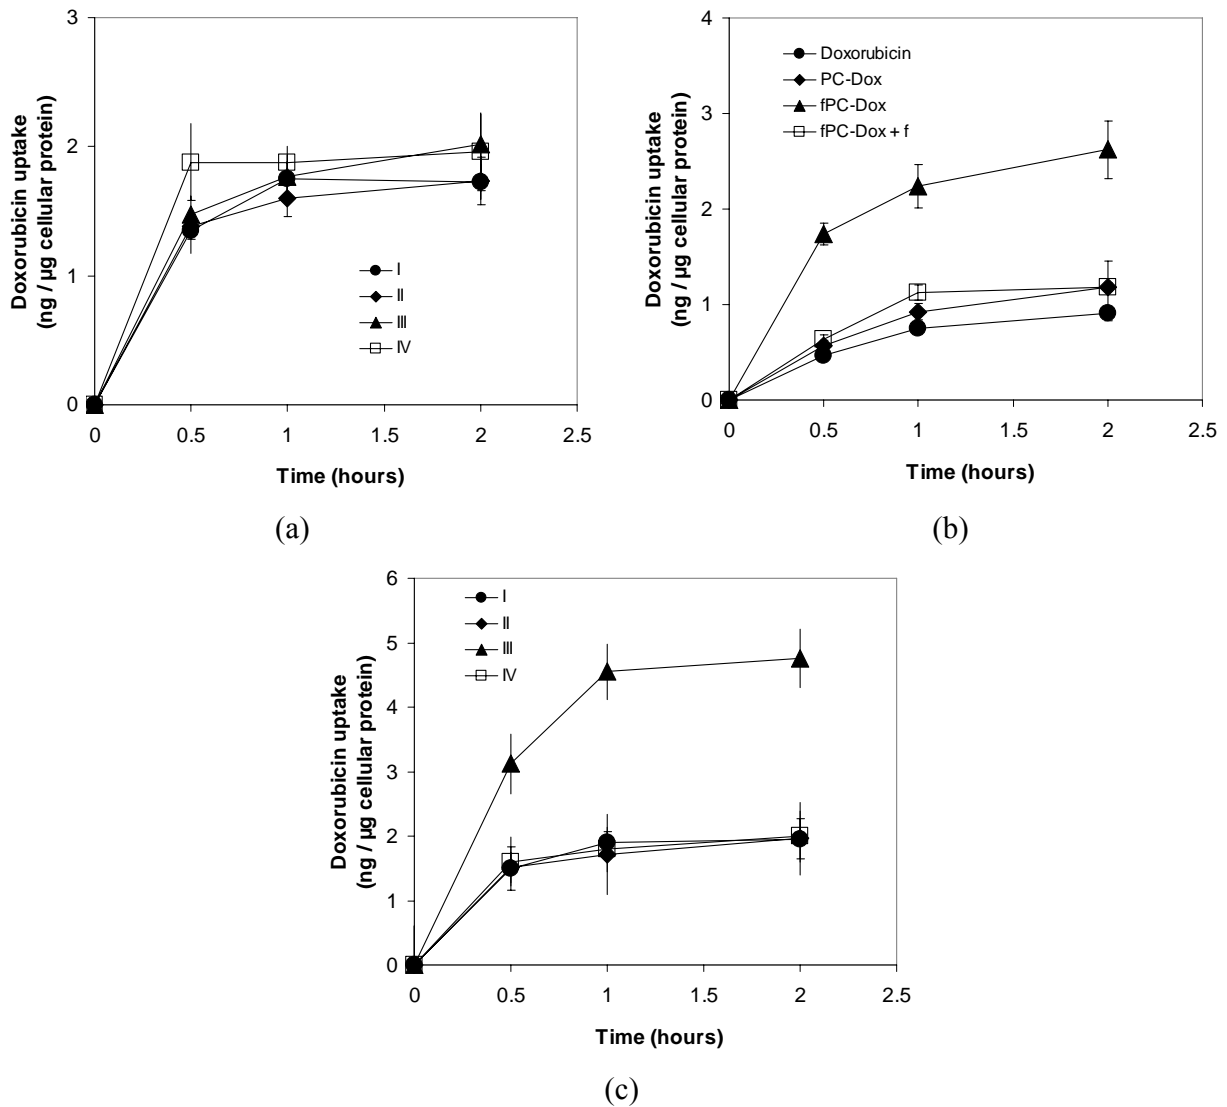 3
2
1
0
Doxorubicin uptake
(ng / µg cellular protein)
I
II
III
IV
0 0.5 1 1.5 2 2.5
Time (hours)
(a)
4
3
2
1
0
Doxorubicin uptake
(ng / µg cellular protein)
Doxorubicin
PC-Dox
fPC-Dox
fPC-Dox + f
0 0.5 1 1.5 2 2.5
Time (hours)
(b)
6
5
4
3
2
1
0
Doxorubicin uptake
(ng / µg cellular protein)
I
II
III
IV
0 0.5 1 1.5 2 2.5
Time (hours)
(c)